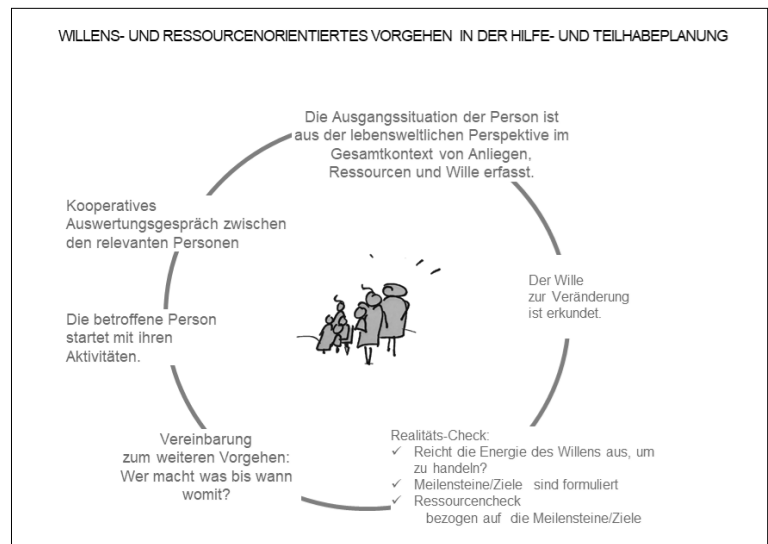 WILLENS- UND RESSOURCENORIENTIERTES VORGEHEN IN DER HILFE- UND TEILHABEPLANUNG
Die Ausgangssituation der Person ist
aus der lebensweltlichen Perspektive im
Gesamtkontext von Anliegen,
Ressourcen und Wille erfasst.
Der Wille
zur Veränderung
ist erkundet.
Realitäts-Check:
✓ Reicht die Energie des Willens aus, um
zu handeln?
✓ Meilensteine/Ziele sind formuliert
✓ Ressourcencheck
bezogen auf die Meilensteine/Ziele
Vereinbarung
zum weiteren Vorgehen:
Wer macht was bis wann
womit?
Die betroffene Person
startet mit ihren
Aktivitäten.
Kooperatives
Auswertungsgespräch zwischen
den relevanten Personen